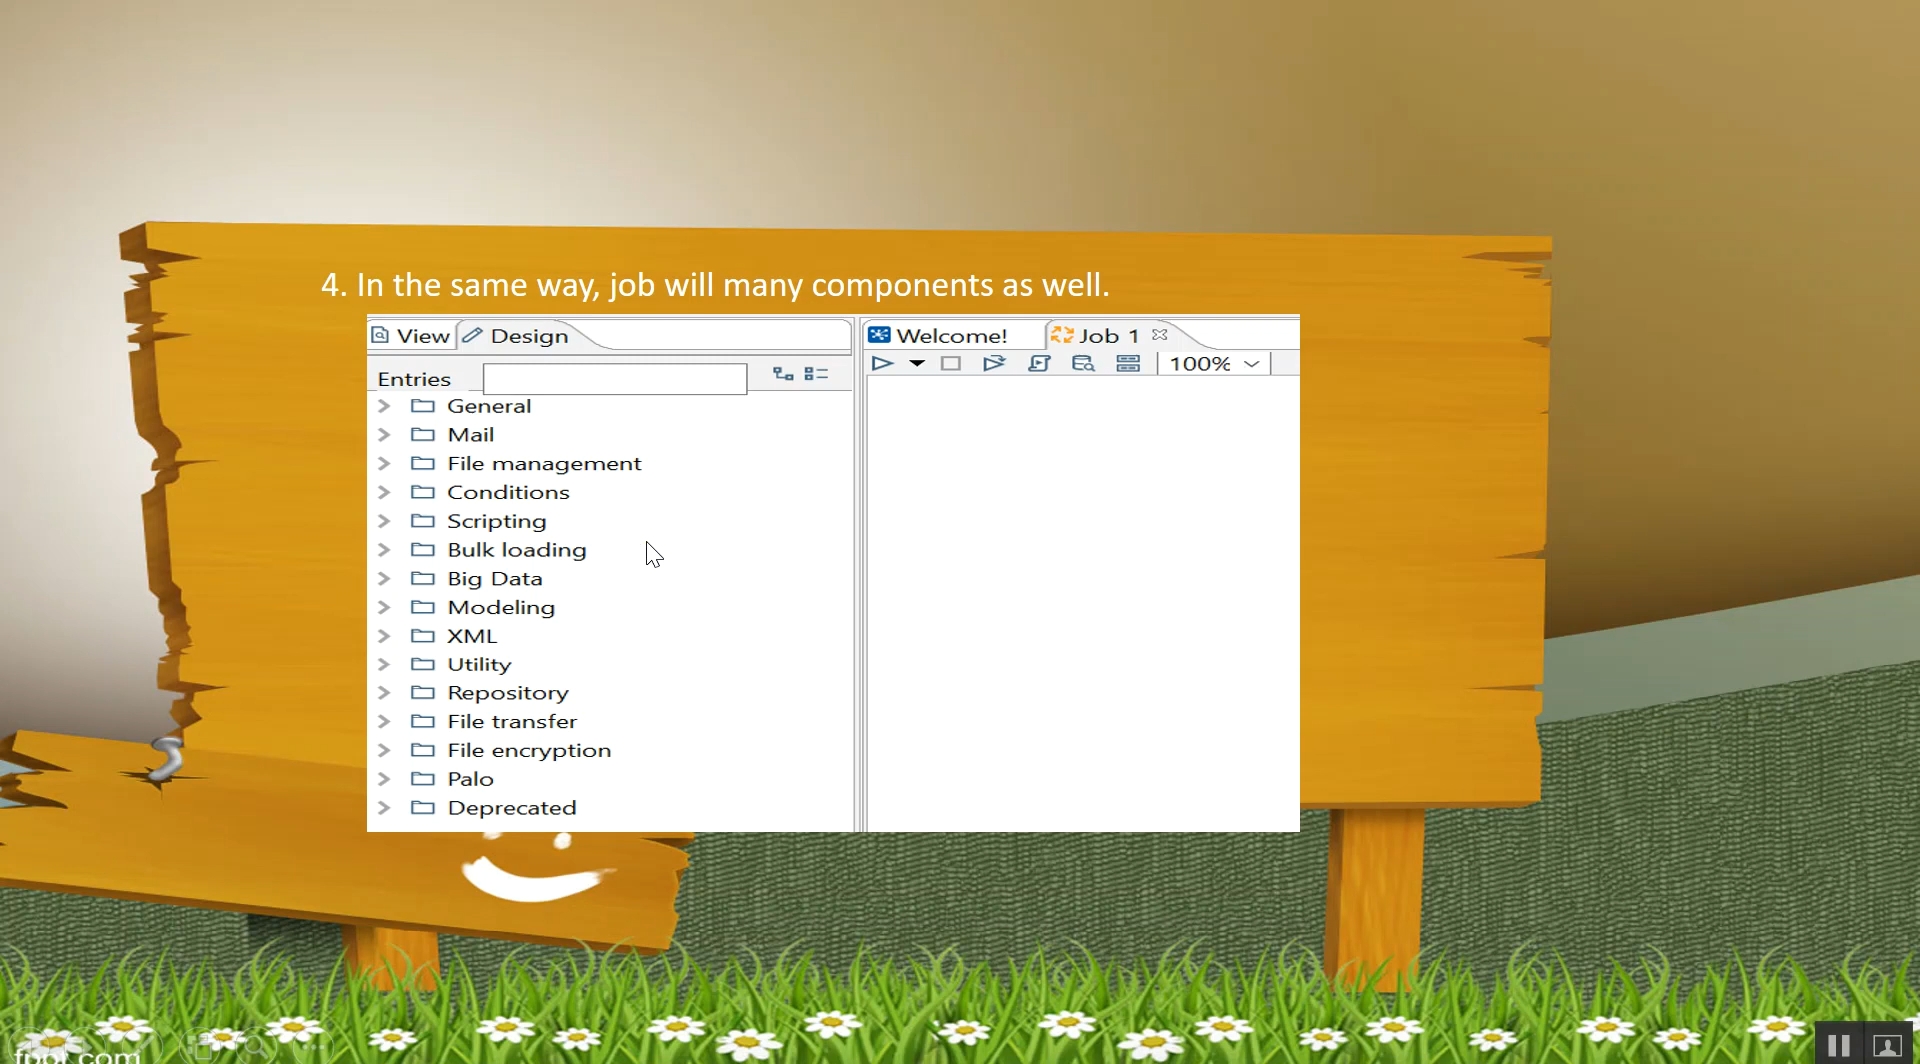 4. In the same way, job will many components as well.
View Design
Welcome! Job 1
100%
Entries
General
Mail
File management
Conditions
Scripting
Bulk loading
Big Data
Modeling
XML
Utility
Repository
File transfer
File encryption
Palo
Deprecated
fppt.com